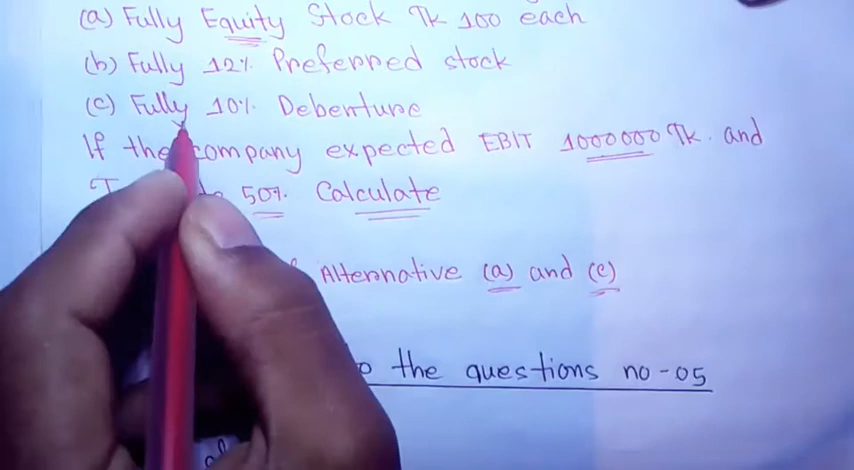 (a) Fully Equity Stock Tk 100 each
(b) Fully 12% Preferred stock
(c) Fully 10% Debenture
If the company expected EBIT 1000000 Tk. and
50% Calculate
Alternative (a) and (c)
the questions no-05